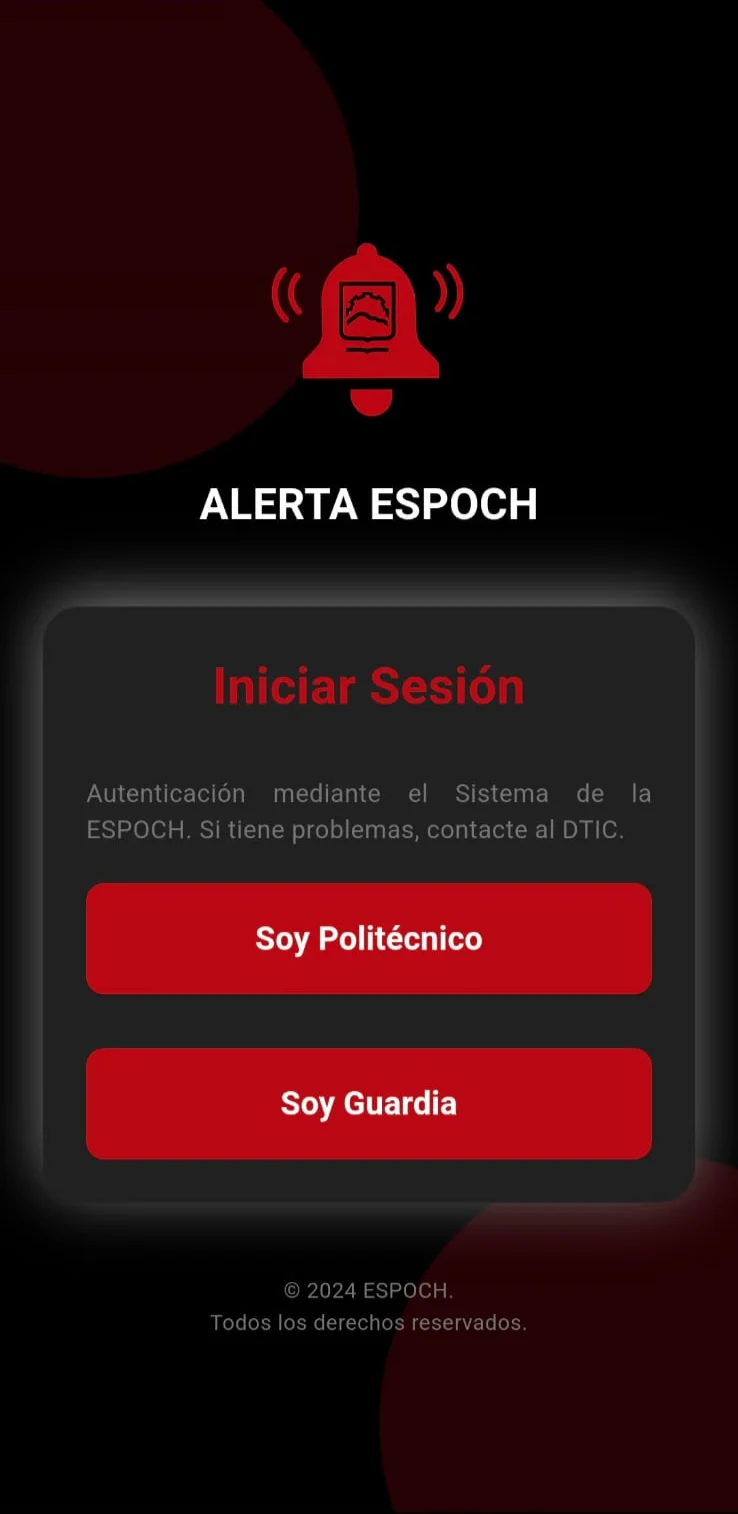 ALERTA ESPOCH
Iniciar Sesión
Autenticación mediante el Sistema de la
ESPOCH. Si tiene problemas, contacte al DTIC.
Soy Politécnico
Soy Guardia
© 2024 ESPOCH.
Todos los derechos reservados.